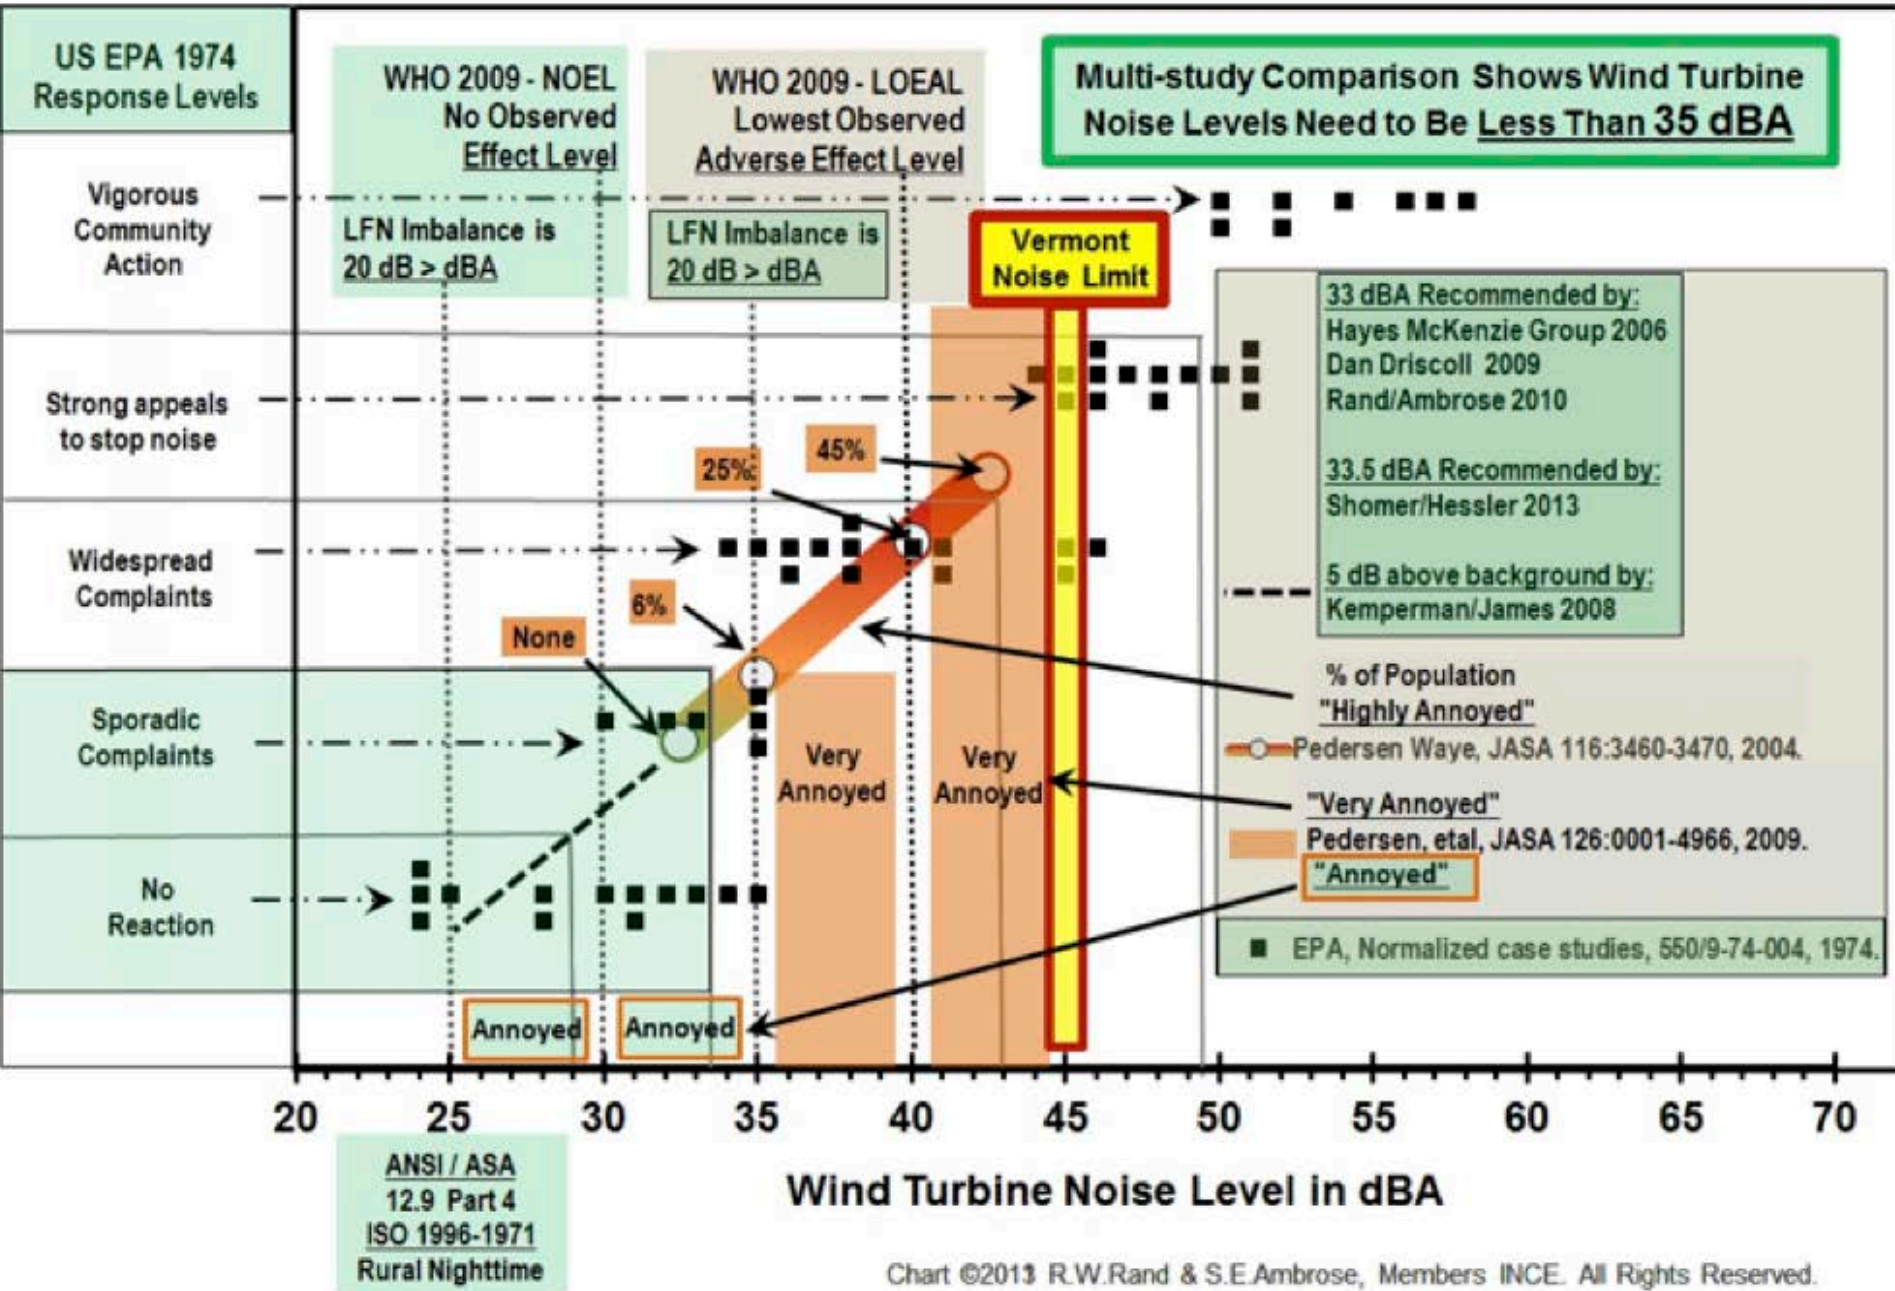 US EPA 1974
Response Levels
WHO 2009 - NOEL
No Observed
Effect Level
WHO 2009 - LOEAL
Lowest Observed
Adverse Effect Level
Multi-study Comparison Shows Wind Turbine
Noise Levels Need to Be Less Than 35 dBA
Vigorous
Community
Action
LFN Imbalance is
20 dB > dBA
LFN Imbalance is
20 dB > dBA
Vermont
Noise Limit
33 dBA Recommended by:
Hayes McKenzie Group 2006
Dan Driscoll 2009
Rand/Ambrose 2010
33.5 dBA Recommended by:
Shomer/Hessler 2013
5 dB above background by:
Kemperman/James 2008
Strong appeals
to stop noise
25%
45%
Widespread
Complaints
6%
None
% of Population
"Highly Annoyed"
Pedersen Waye, JASA 116:3460-3470, 2004.
"Very Annoyed"
Pedersen, etal, JASA 126:0001-4966, 2009.
"Annoyed"
EPA, Normalized case studies, 550/9-74-004, 1974.
Sporadic
Complaints
Very
Annoyed
Very
Annoyed
No
Reaction
Annoyed
Annoyed
20 25 30 35 40 45 50 55 60 65 70
ANSI / ASA
12.9 Part 4
ISO 1996-1971
Rural Nighttime
Wind Turbine Noise Level in dBA
Chart ©2013 R.W.Rand & S.E.Ambrose, Members INCE. All Rights Reserved.